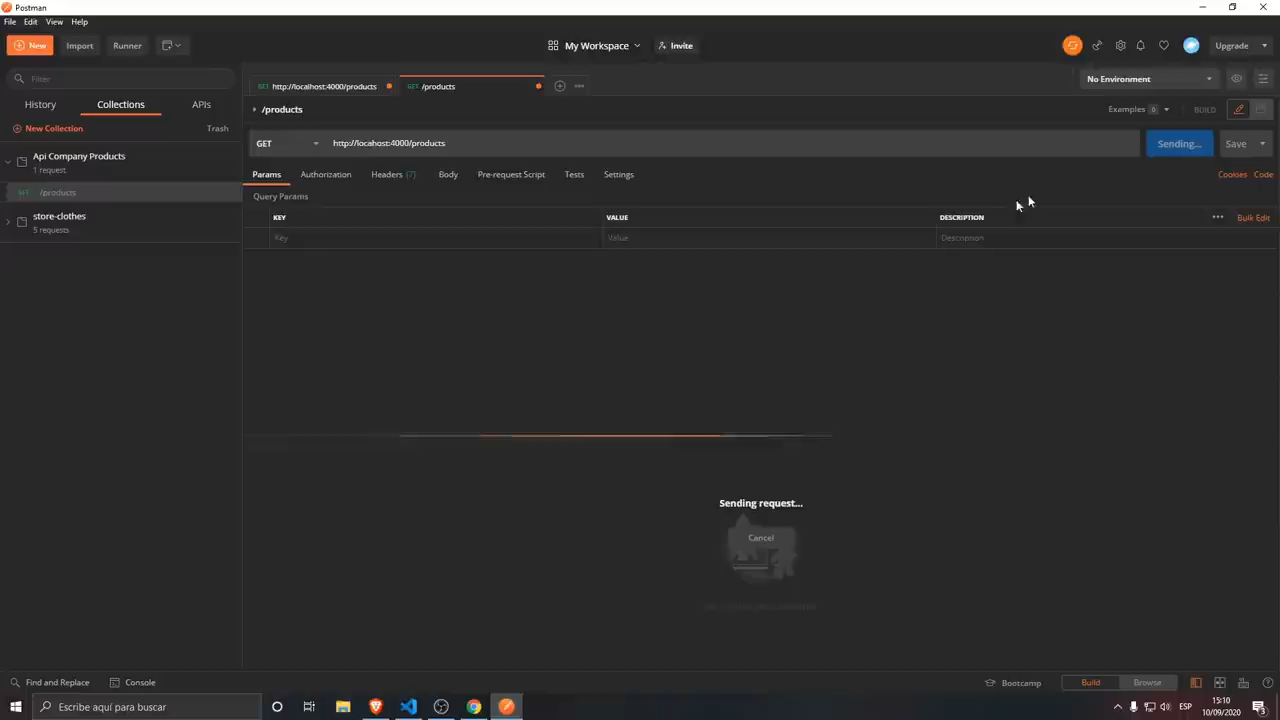 Postman
File Edit View Help
New Import Runner My Workspace Invite Upgrade
Filter
GET http://localhost:4000/products GET /products No Environment
History Collections APIs
/products Examples 0 BUILD
New Collection Trash
GET http://locahost:4000/products Sending... Save
Api Company Products
1 request
Params Authorization Headers (7) Body Pre-request Script Tests Settings Cookies Code
GET /products
Query Params
store-clothes
5 requests
KEY VALUE DESCRIPTION Bulk Edit
Key Value Description
Sending request...
Cancel
Find and Replace Console Bootcamp Build Browse
Escribe aquí para buscar
ESP
15:10
10/09/2020
3